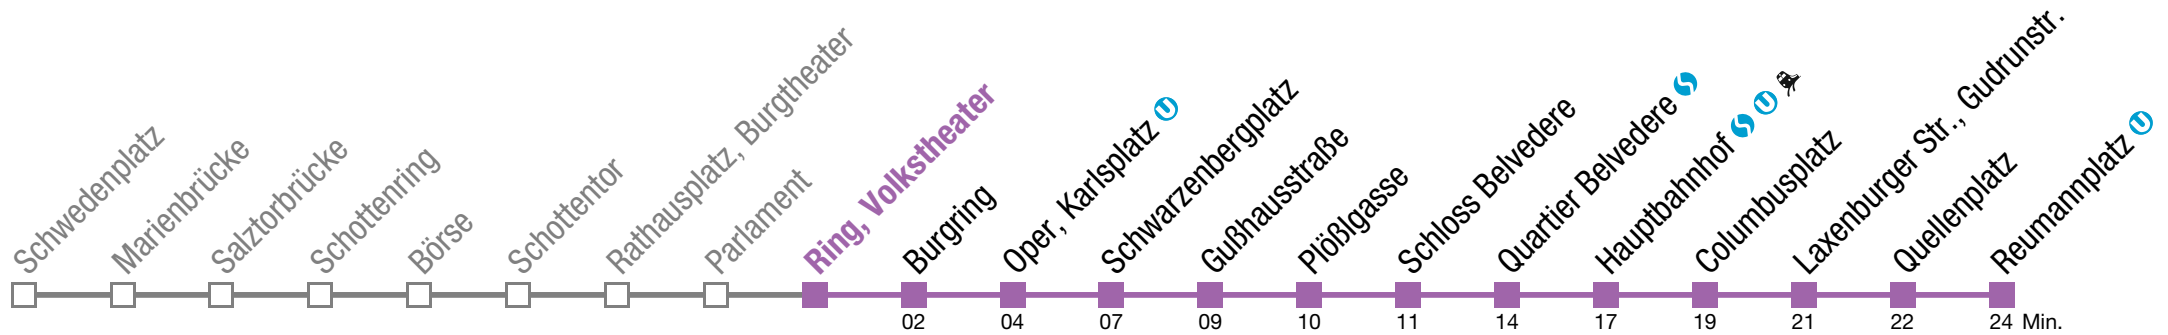 Schwedenplatz
Marienbrücke
Salztorbrücke
Schottenring
Börse
Schottentor
Rathausplatz, Burgtheater
Parlament
Ring, Volkstheater
Burgring
Oper, Karlsplatz U
Schwarzenbergplatz
Gußhausstraße
Plößlgasse
Schloss Belvedere
Quartier Belvedere S
Hauptbahnhof S U
Columbusplatz
Laxenburger Str., Gudrunstr.
Quellenplatz
Reumannplatz U
02 04 07 09 10 11 14 17 19 21 22 24 Min.